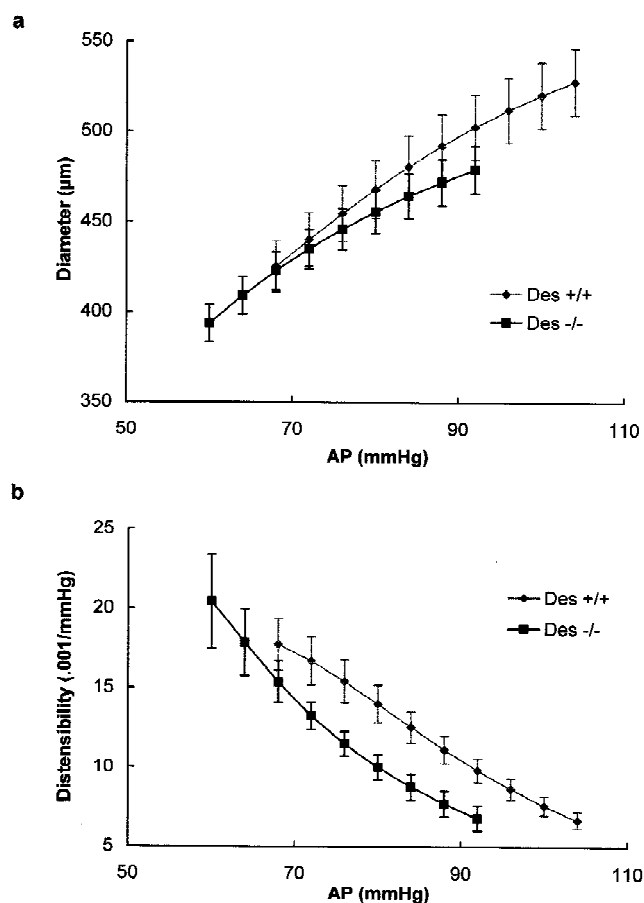 a
550
500
450
400
350
Diameter (µm)
Des +/+
Des -/-
50
70
90
110
AP (mmHg)
b
25
20
15
10
5
Distensibility (.001/mmHg)
Des +/+
Des -/-
50
70
90
110
AP (mmHg)